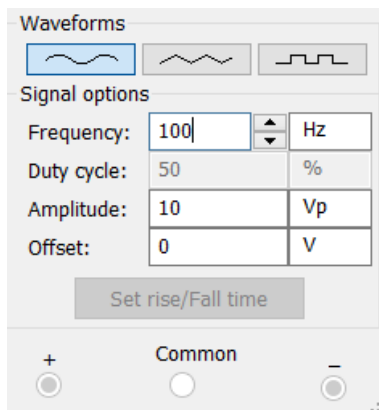 Waveforms
Signal options
Frequency: 100 Hz
Duty cycle: 50 %
Amplitude: 10 Vp
Offset: 0 V
Set rise/Fall time
+ Common −